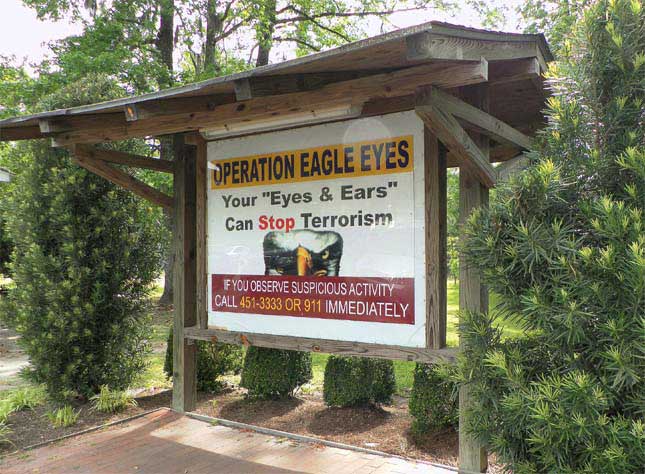 OPERATION EAGLE EYES
Your "Eyes & Ears"
Can Stop Terrorism
IF YOU OBSERVE SUSPICIOUS ACTIVITY
CALL 451-3333 OR 911 IMMEDIATELY